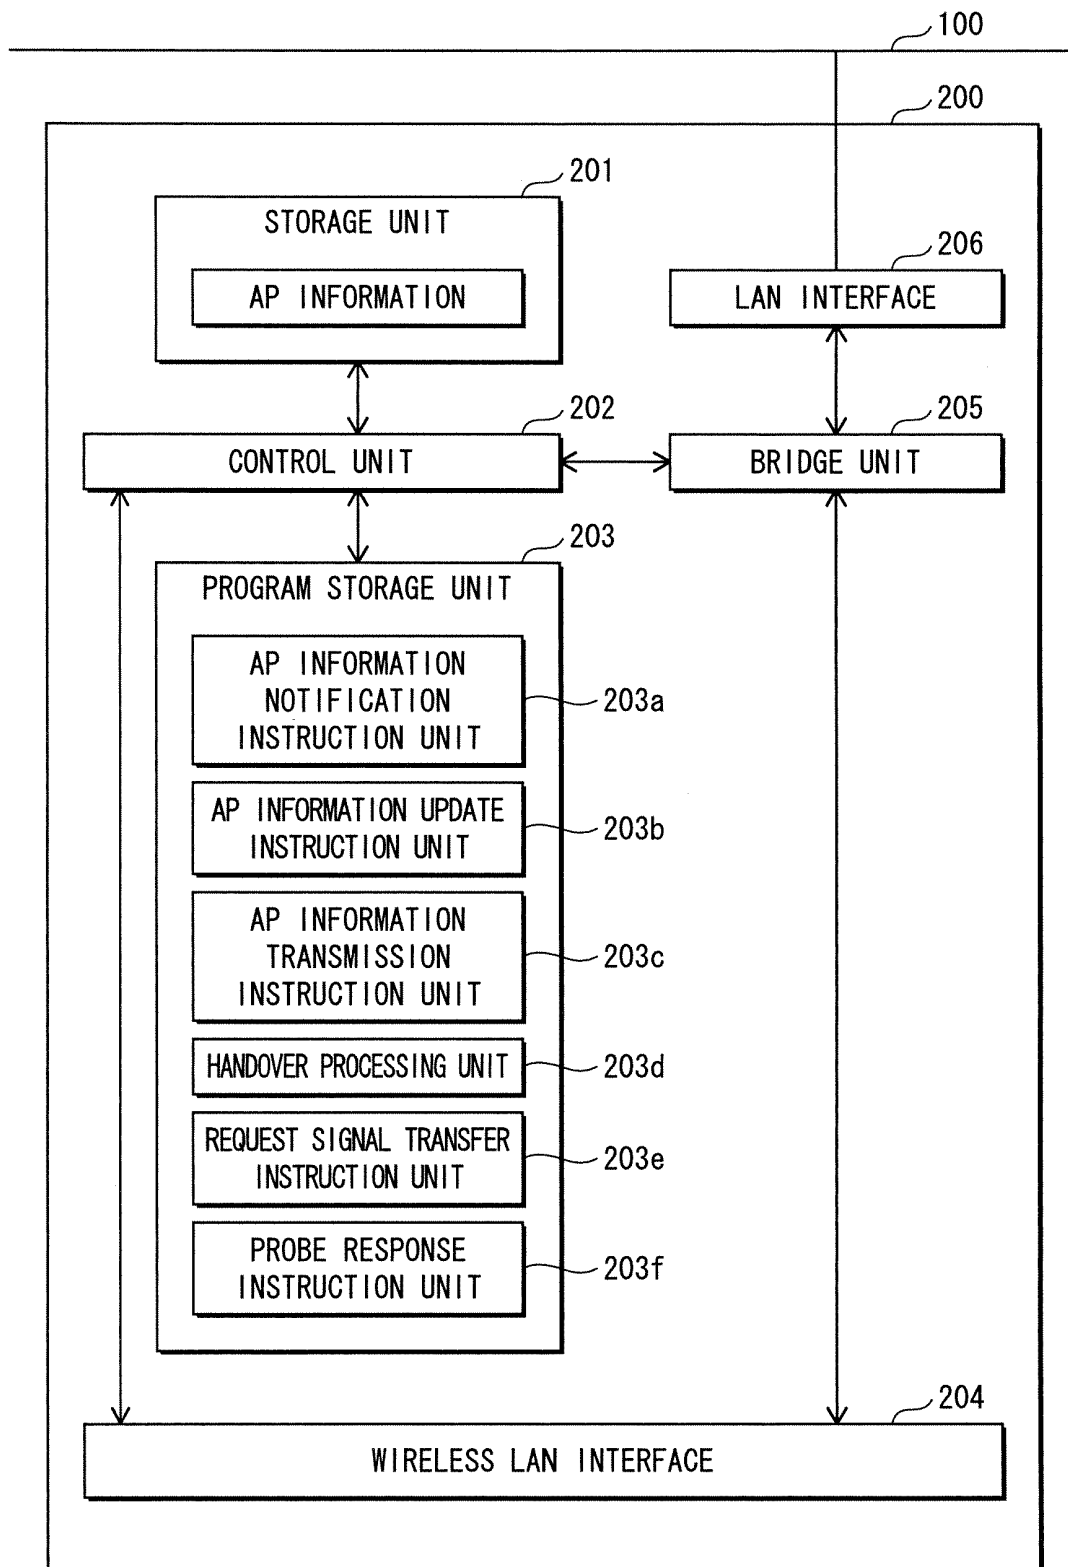 100
200
201
STORAGE UNIT
AP INFORMATION
206
LAN INTERFACE
202
CONTROL UNIT
205
BRIDGE UNIT
203
PROGRAM STORAGE UNIT
AP INFORMATION
NOTIFICATION
INSTRUCTION UNIT
203a
AP INFORMATION UPDATE
INSTRUCTION UNIT
203b
AP INFORMATION
TRANSMISSION
INSTRUCTION UNIT
203c
HANDOVER PROCESSING UNIT
203d
REQUEST SIGNAL TRANSFER
INSTRUCTION UNIT
203e
PROBE RESPONSE
INSTRUCTION UNIT
203f
204
WIRELESS LAN INTERFACE